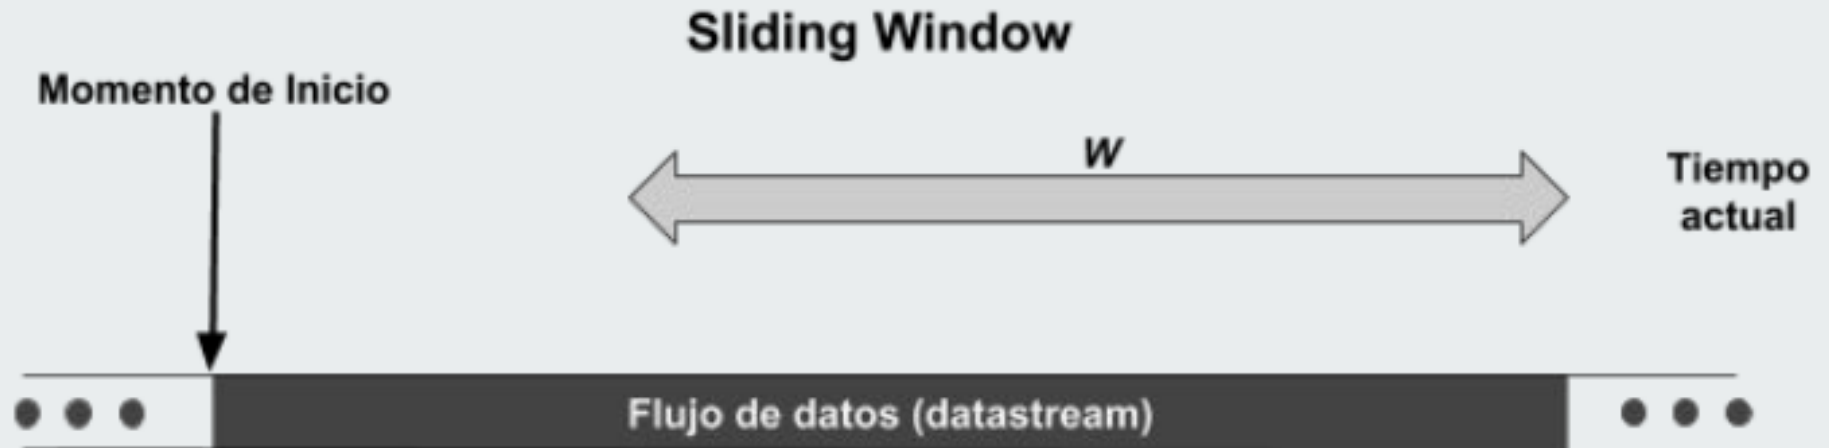 Sliding Window
Momento de Inicio
W
Tiempo
actual
Flujo de datos (datastream)